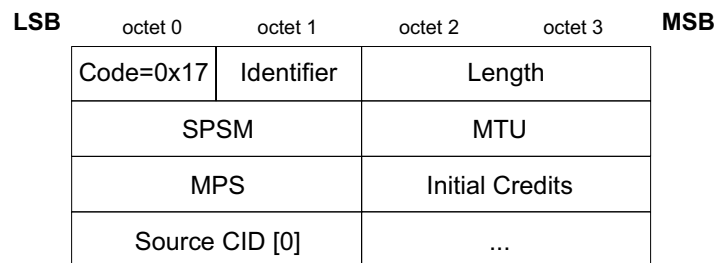 LSB octet 0 octet 1 octet 2 octet 3 MSB
Code=0x17 Identifier Length
SPSM MTU
MPS Initial Credits
Source CID [0] ...